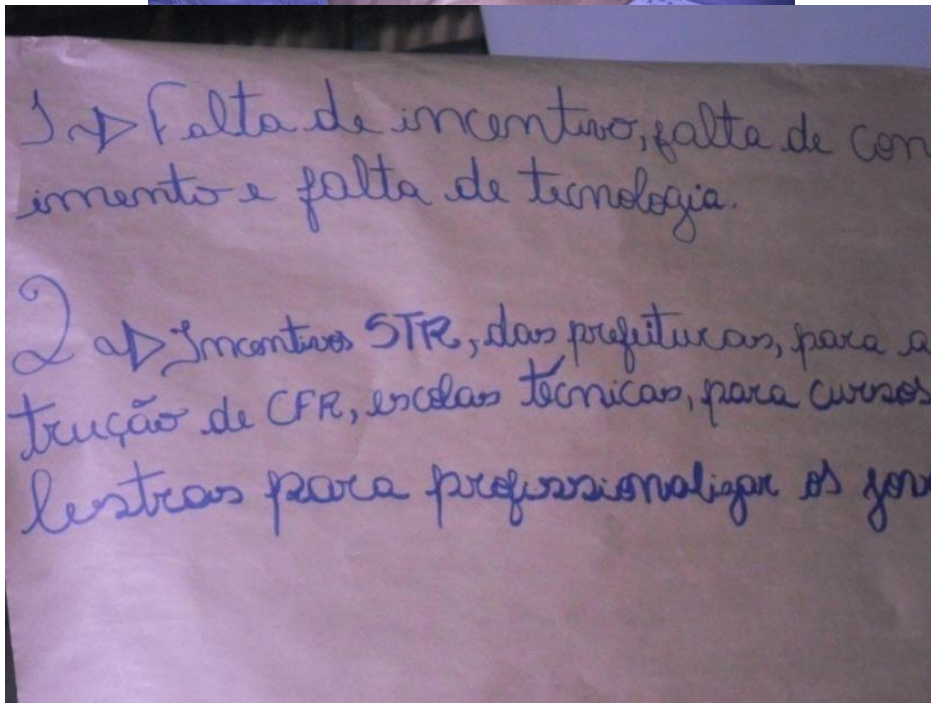 1 → Falta de incentivo, falta de con
imento e falta de tecnologia.
2 → Incentivos STR, das prefeituras, para a
trução de CFR, escolas técnicas, para cursos
lestras para profissionalizar os jov